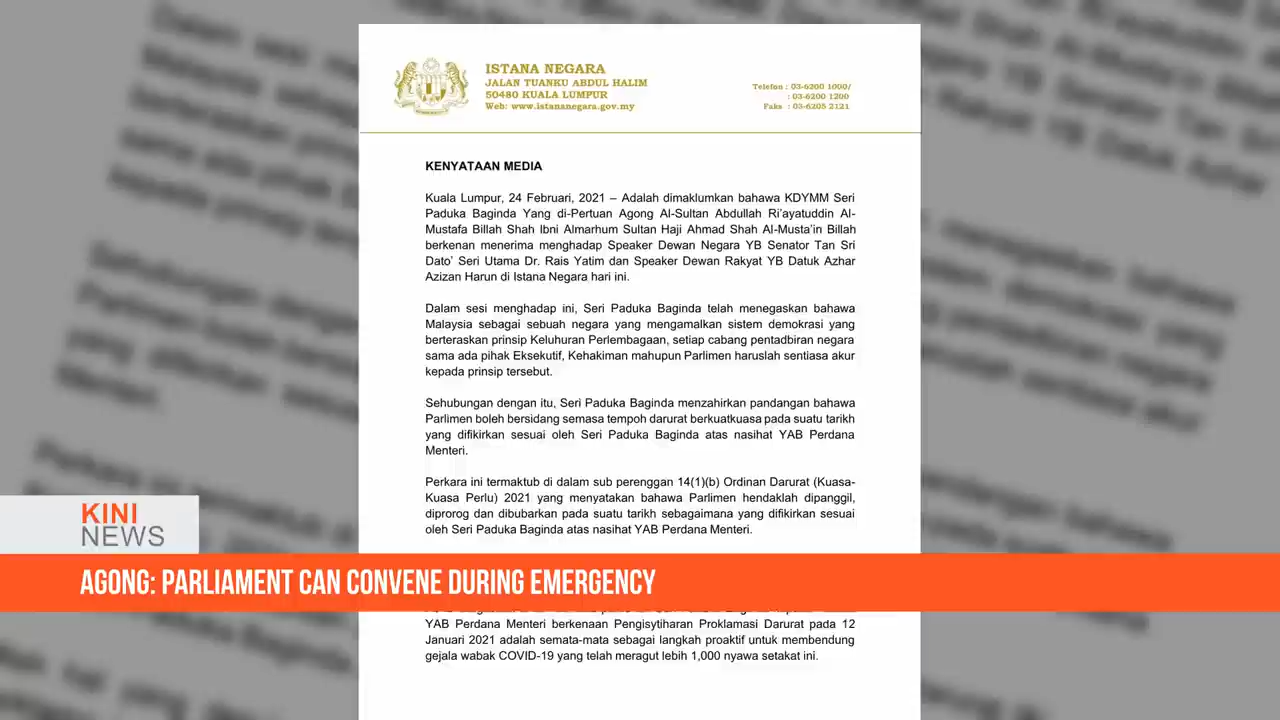 ISTANA NEGARA
JALAN TUANKU ABDUL HALIM
50480 KUALA LUMPUR
Web: www.istananegara.gov.my
Telefon : 03-6200 1000/
: 03-6200 1200
Faks : 03-6205 2121
KENYATAAN MEDIA
Kuala Lumpur, 24 Februari, 2021 – Adalah dimaklumkan bahawa KDYMM Seri
Paduka Baginda Yang di-Pertuan Agong Al-Sultan Abdullah Ri'ayatuddin Al-
Mustafa Billah Shah Ibni Almarhum Sultan Haji Ahmad Shah Al-Musta'in Billah
berkenan menerima menghadap Speaker Dewan Negara YB Senator Tan Sri
Dato' Seri Utama Dr. Rais Yatim dan Speaker Dewan Rakyat YB Datuk Azhar
Azizan Harun di Istana Negara hari ini.
Dalam sesi menghadap ini, Seri Paduka Baginda telah menegaskan bahawa
Malaysia sebagai sebuah negara yang mengamalkan sistem demokrasi yang
berteraskan prinsip Keluhuran Perlembagaan, setiap cabang pentadbiran negara
sama ada pihak Eksekutif, Kehakiman mahupun Parlimen haruslah sentiasa akur
kepada prinsip tersebut.
Sehubungan dengan itu, Seri Paduka Baginda menzahirkan pandangan bahawa
Parlimen boleh bersidang semasa tempoh darurat berkuatkuasa pada suatu tarikh
yang difikirkan sesuai oleh Seri Paduka Baginda atas nasihat YAB Perdana
Menteri.
Perkara ini termaktub di dalam sub perenggan 14(1)(b) Ordinan Darurat (Kuasa-
Kuasa Perlu) 2021 yang menyatakan bahawa Parlimen hendaklah dipanggil,
diprorog dan dibubarkan pada suatu tarikh sebagaimana yang difikirkan sesuai
oleh Seri Paduka Baginda atas nasihat YAB Perdana Menteri.
KINI
NEWS
AGONG: PARLIAMENT CAN CONVENE DURING EMERGENCY
YAB Perdana Menteri berkenaan Pengisytiharan Proklamasi Darurat pada 12
Januari 2021 adalah semata-mata sebagai langkah proaktif untuk membendung
gejala wabak COVID-19 yang telah meragut lebih 1,000 nyawa setakat ini.